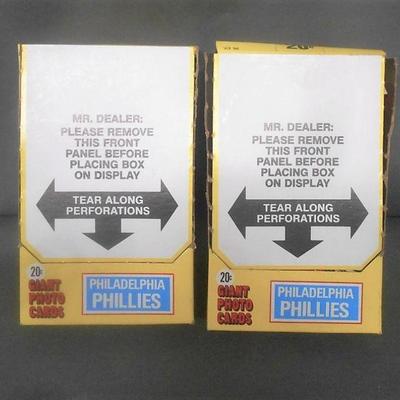 MR. DEALER:
PLEASE REMOVE
THIS FRONT
PANEL BEFORE
PLACING BOX
ON DISPLAY
TEAR ALONG
PERFORATIONS
20¢
GIANT
PHOTO
CARDS
PHILADELPHIA
PHILLIES
MR. DEALER:
PLEASE REMOVE
THIS FRONT
PANEL BEFORE
PLACING BOX
ON DISPLAY
TEAR ALONG
PERFORATIONS
20¢
GIANT
PHOTO
CARDS
PHILADELPHIA
PHILLIES